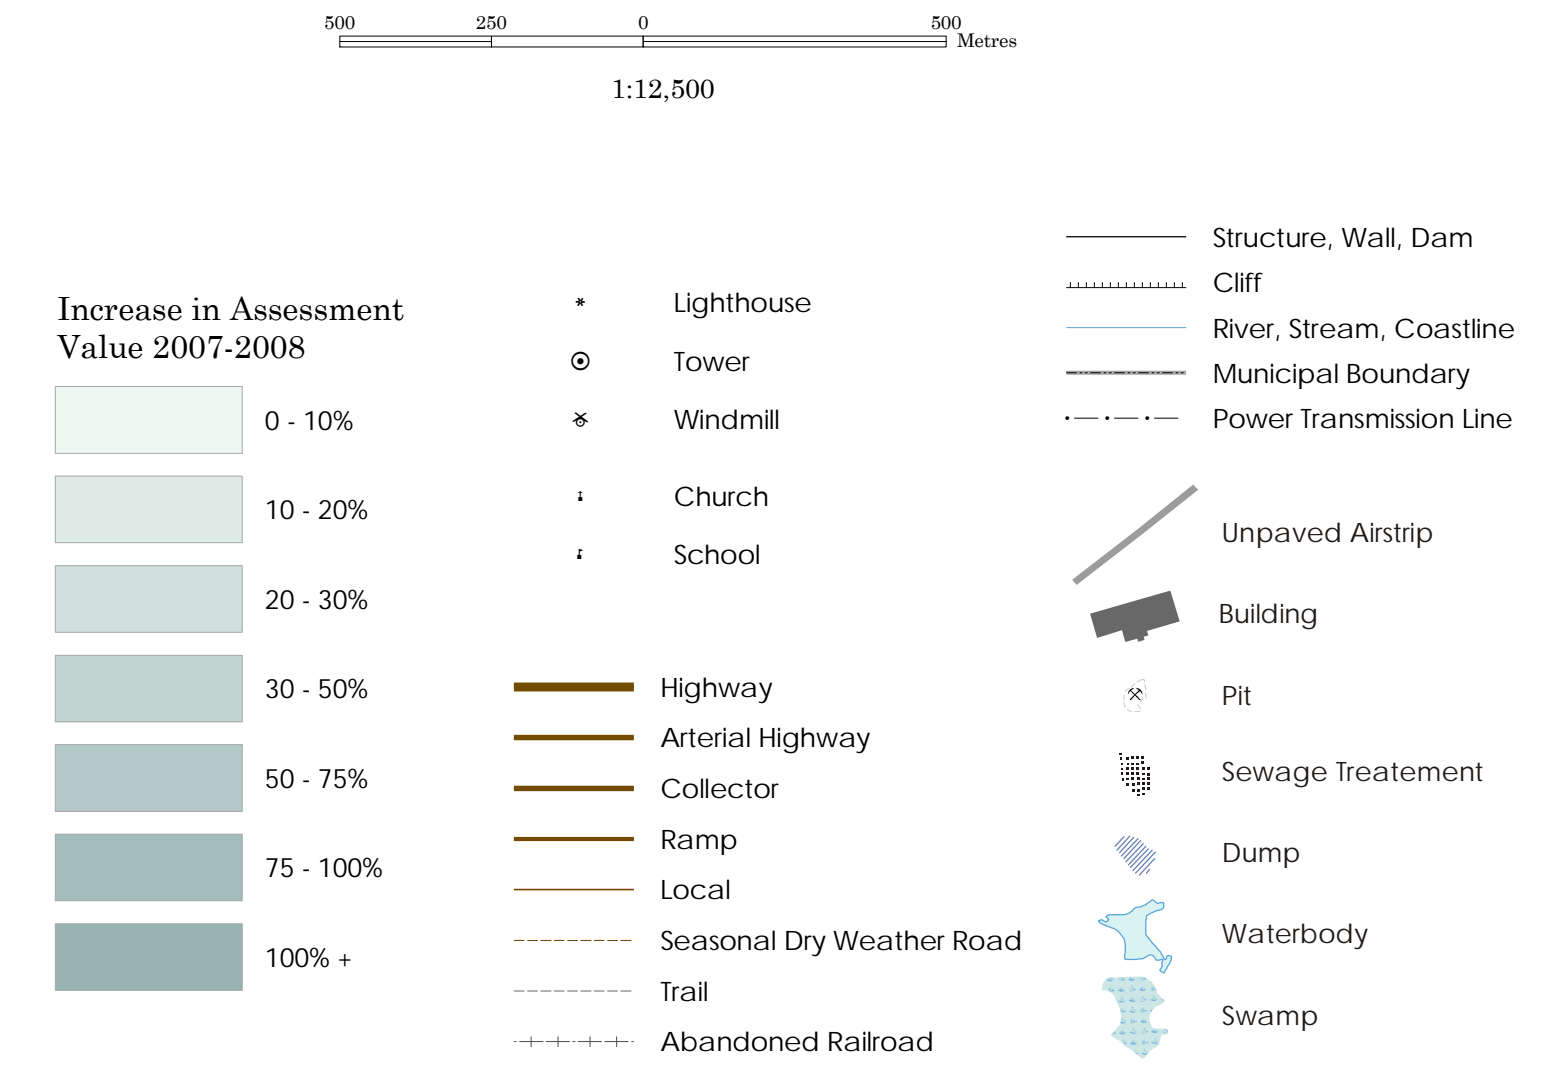 500 250 0 500
Metres
1:12,500
Increase in Assessment
Value 2007-2008
0 - 10%
10 - 20%
20 - 30%
30 - 50%
50 - 75%
75 - 100%
100% +
Lighthouse
Tower
Windmill
Church
School
Highway
Arterial Highway
Collector
Ramp
Local
Seasonal Dry Weather Road
Trail
Abandoned Railroad
Structure, Wall, Dam
Cliff
River, Stream, Coastline
Municipal Boundary
Power Transmission Line
Unpaved Airstrip
Building
Pit
Sewage Treatement
Dump
Waterbody
Swamp